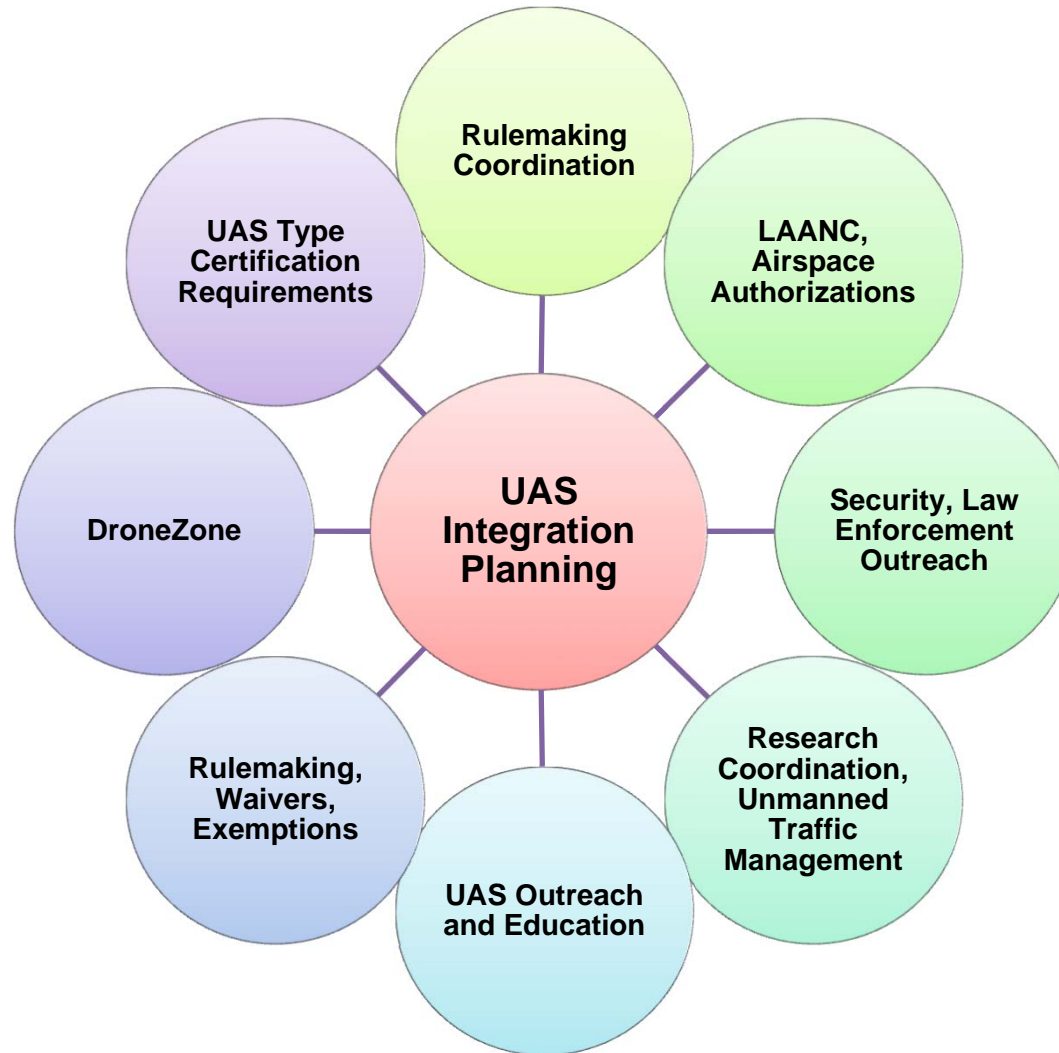 Rulemaking
Coordination
LAANC,
Airspace
Authorizations
Security, Law
Enforcement
Outreach
Research
Coordination,
Unmanned
Traffic
Management
UAS Outreach
and Education
Rulemaking,
Waivers,
Exemptions
DroneZone
UAS Type
Certification
Requirements
UAS
Integration
Planning